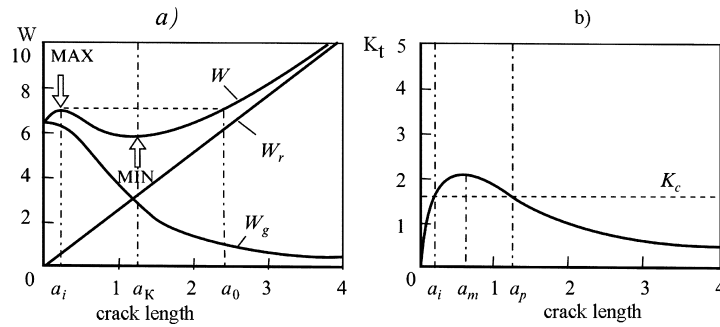 a)
b)
W
10
8
6
4
2
0
MAX
MIN
W
W_r
W_g
a_i
1
a_K
2
a_0
3
4
crack length
K_t
5
4
3
2
1
0
K_c
a_i
a_m
1
a_p
2
3
4
crack length